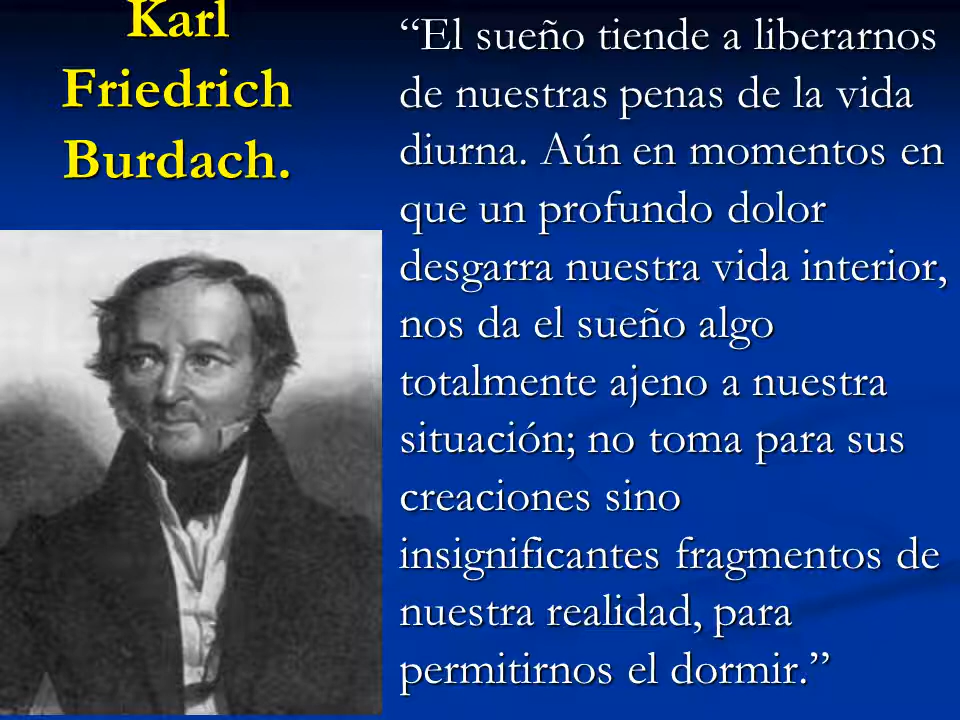 Karl
Friedrich
Burdach.
“El sueño tiende a liberarnos
de nuestras penas de la vida
diurna. Aún en momentos en
que un profundo dolor
desgarra nuestra vida interior,
nos da el sueño algo
totalmente ajeno a nuestra
situación; no toma para sus
creaciones sino
insignificantes fragmentos de
nuestra realidad, para
permitirnos el dormir.”